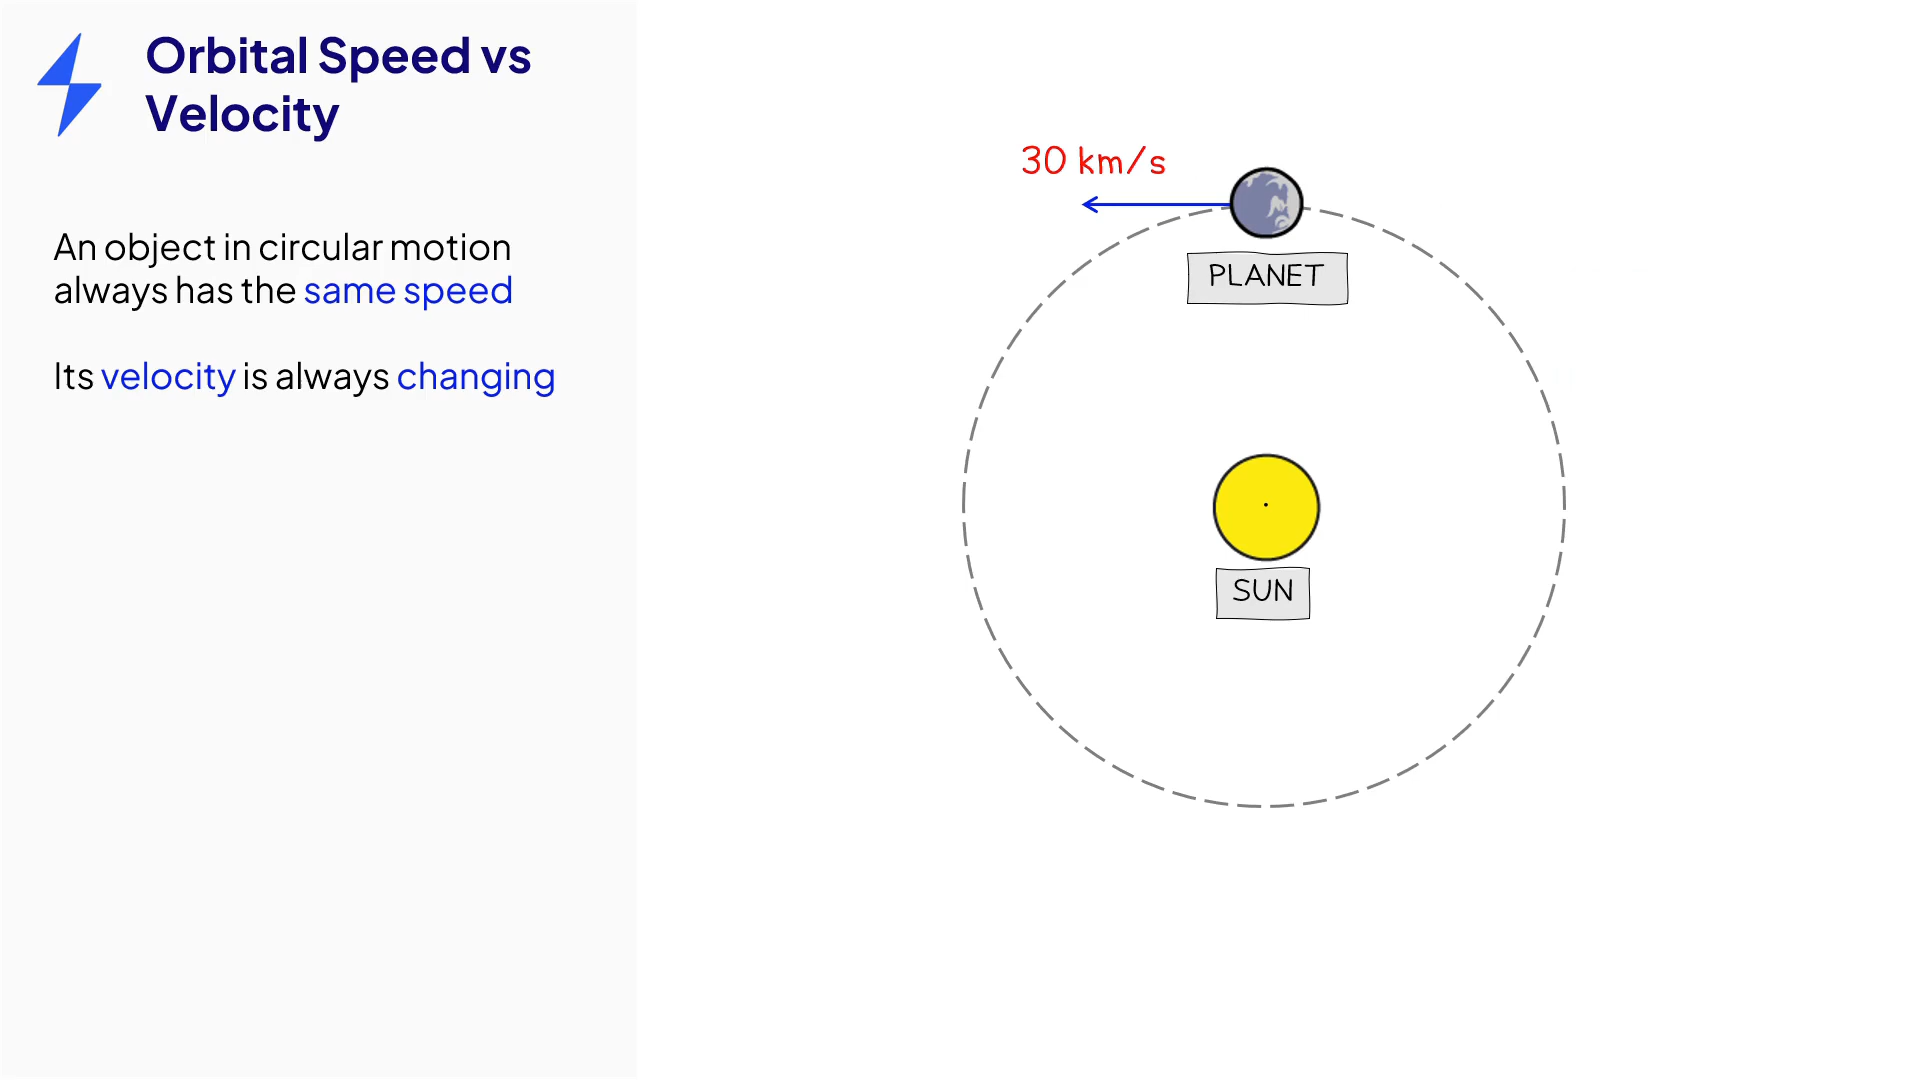 Orbital Speed vs
Velocity
An object in circular motion
always has the same speed
Its velocity is always changing
30 km/s
PLANET
SUN